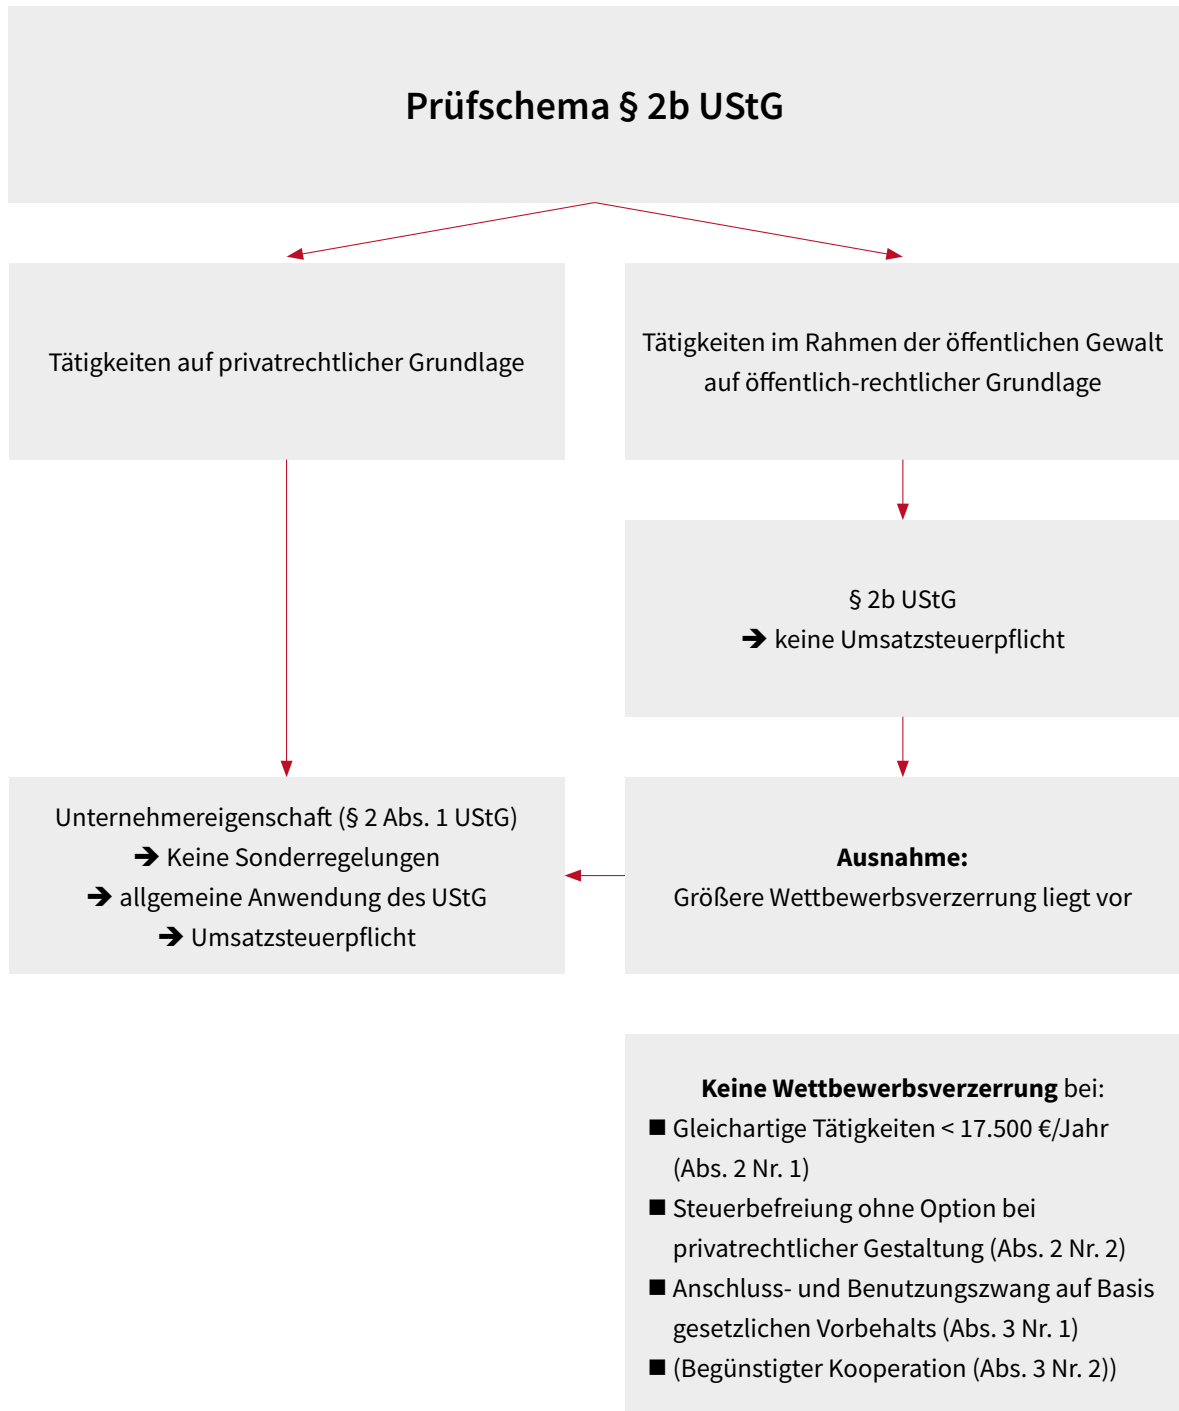 Prüfschema § 2b UStG
Tätigkeiten auf privatrechtlicher Grundlage
Tätigkeiten im Rahmen der öffentlichen Gewalt
auf öffentlich-rechtlicher Grundlage
§ 2b UStG
➔ keine Umsatzsteuerpflicht
Unternehmereigenschaft (§ 2 Abs. 1 UStG)
➔ Keine Sonderregelungen
➔ allgemeine Anwendung des UStG
➔ Umsatzsteuerpflicht
Ausnahme:
Größere Wettbewerbsverzerrung liegt vor
Keine Wettbewerbsverzerrung bei:
■ Gleichartige Tätigkeiten < 17.500 €/Jahr
(Abs. 2 Nr. 1)
■ Steuerbefreiung ohne Option bei
privatrechtlicher Gestaltung (Abs. 2 Nr. 2)
■ Anschluss- und Benutzungszwang auf Basis
gesetzlichen Vorbehalts (Abs. 3 Nr. 1)
■ (Begünstigter Kooperation (Abs. 3 Nr. 2))